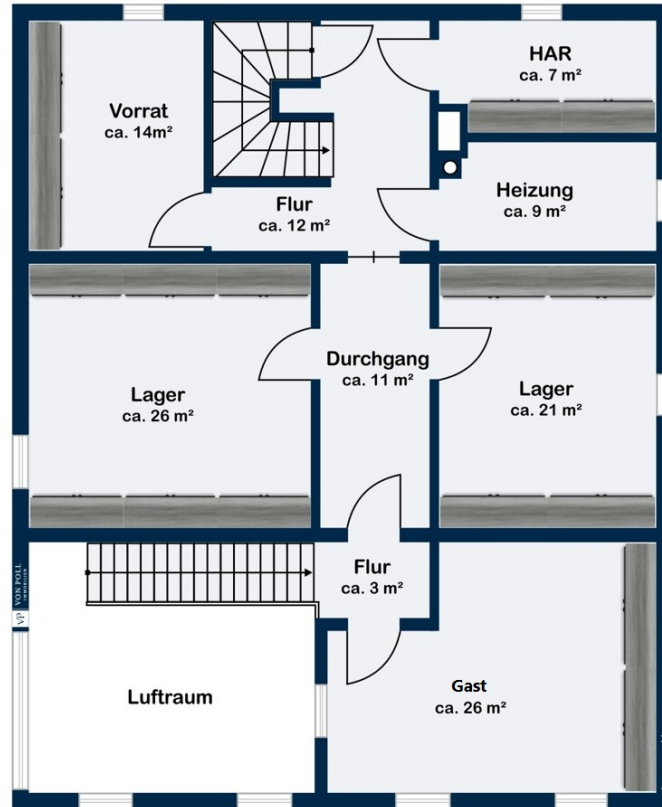 HAR
ca. 7 m²
Vorrat
ca. 14m²
Heizung
ca. 9 m²
Flur
ca. 12 m²
Durchgang
ca. 11 m²
Lager
ca. 26 m²
Lager
ca. 21 m²
Flur
ca. 3 m²
VP VON POLL
IMMOBILIEN
Luftraum
Gast
ca. 26 m²